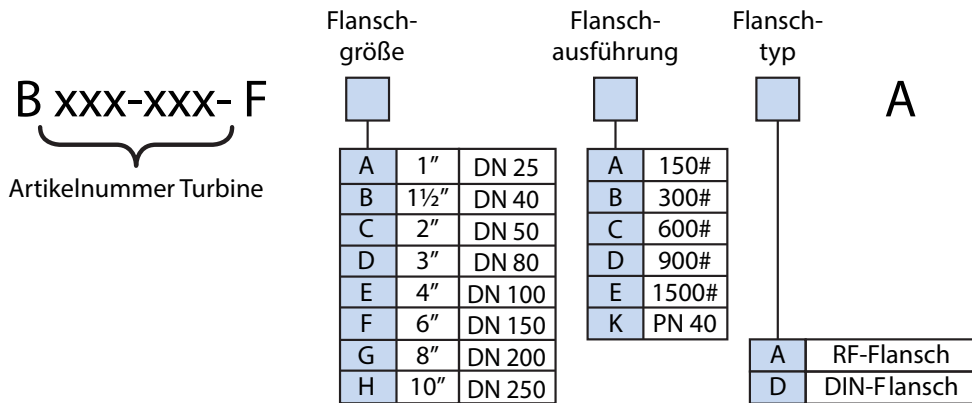 Flansch-
größe
Flansch-
ausführung
Flansch-
typ
B xxx-xxx- F
A
Artikelnummer Turbine
A 1” DN 25
B 1½” DN 40
C 2” DN 50
D 3” DN 80
E 4” DN 100
F 6” DN 150
G 8” DN 200
H 10” DN 250
A 150#
B 300#
C 600#
D 900#
E 1500#
K PN 40
A RF-Flansch
D DIN-Flansch